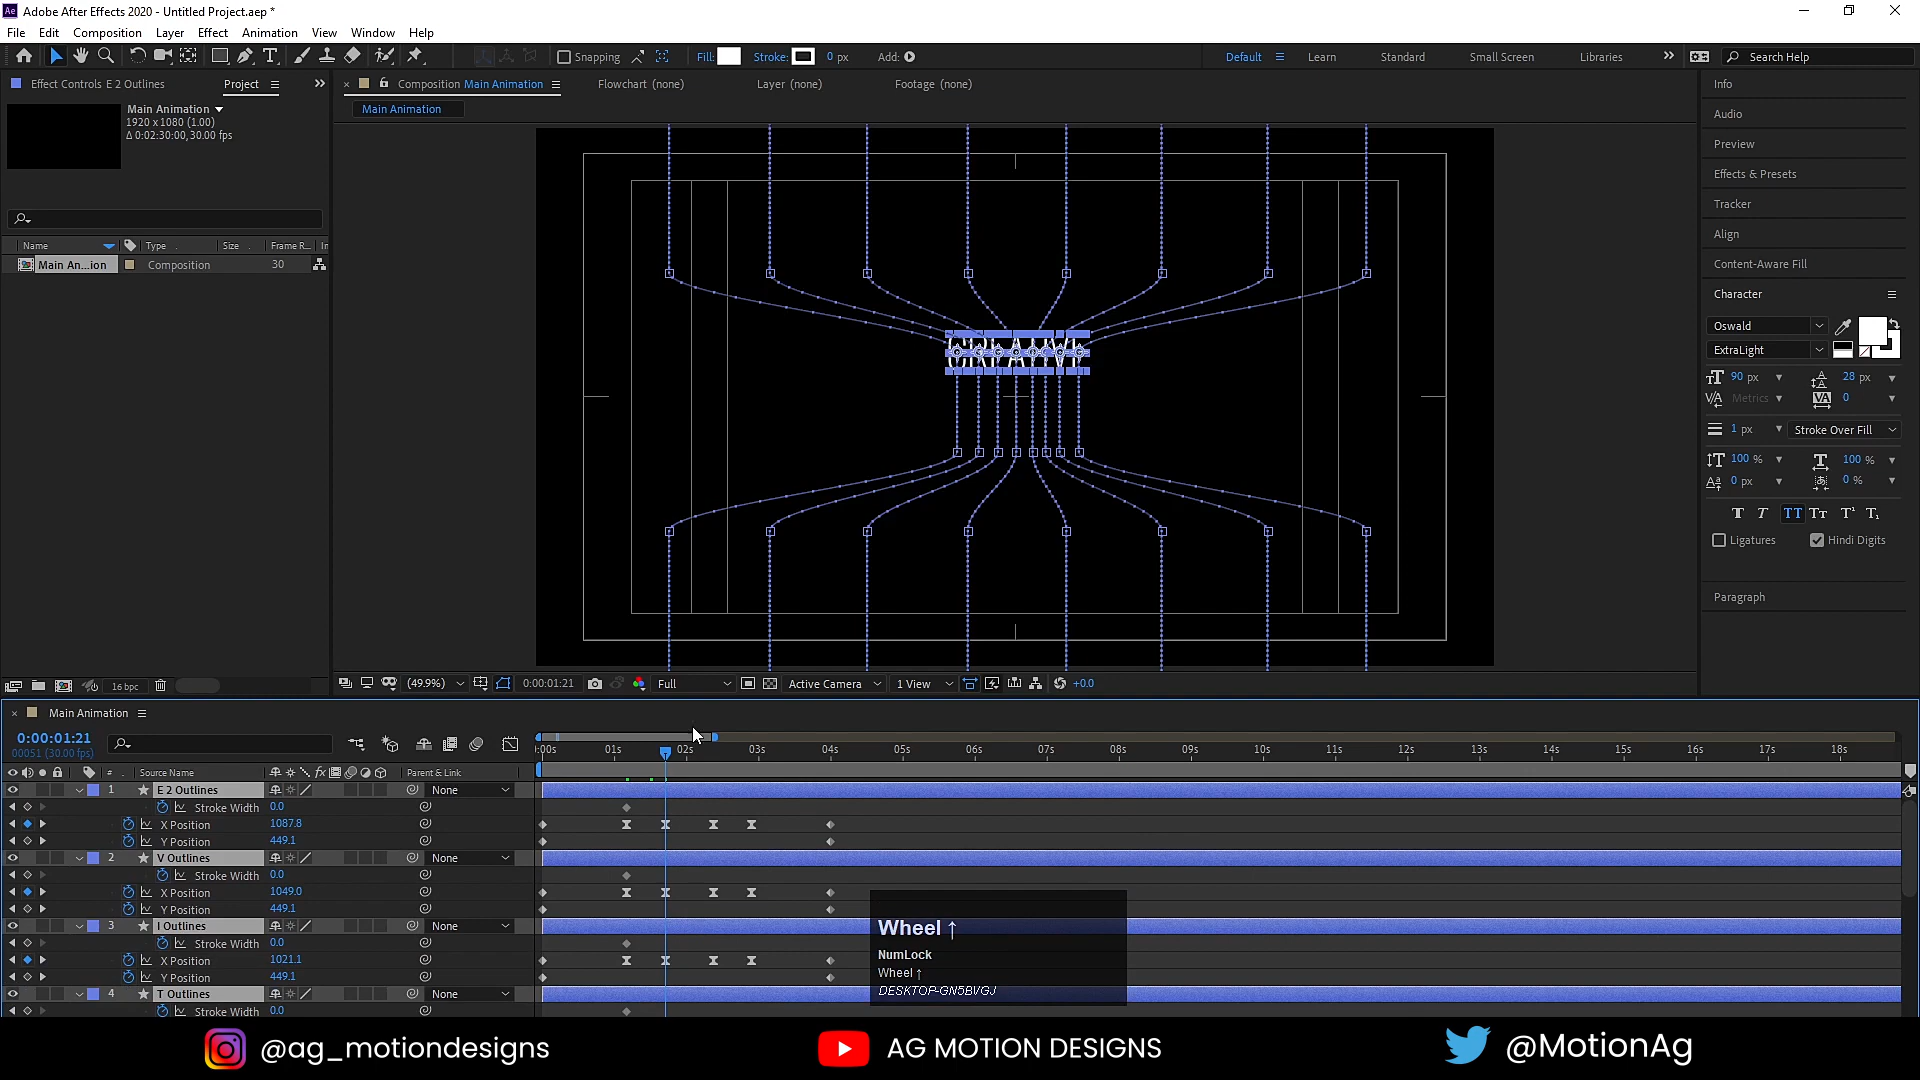 Adobe After Effects 2020 - Untitled Project.aep *
File Edit Composition Layer Effect Animation View Window Help
Snapping Fill: Stroke: 0 px Add: Default Learn Standard Small Screen Libraries Search Help
Effect Controls E 2 Outlines Project
Composition Main Animation Flowchart (none) Layer (none) Footage (none)
Main Animation
Main Animation
1920 x 1080 (1.00)
Δ 0:02:30:00, 30.00 fps
Name Type Size Frame R... In
Main An...ion Composition 30
16 bpc
(49.9%) 0:00:01:21 Full Active Camera 1 View +0.0
Info
Audio
Preview
Effects & Presets
Tracker
Align
Content-Aware Fill
Character
Oswald
ExtraLight
90 px 28 px
Metrics 0
1 px Stroke Over Fill
100 % 100 %
0 px 0 %
Ligatures Hindi Digits
Paragraph
Main Animation
0:00:01:21
00051 (30.00 fps)
:00s 01s 02s 03s 04s 05s 06s 07s 08s 09s 10s 11s 12s 13s 14s 15s 16s 17s 18s
# Source Name fx Parent & Link
1 E 2 Outlines None
Stroke Width 0.0
X Position 1087.8
Y Position 449.1
2 V Outlines None
Stroke Width 0.0
X Position 1049.0
Y Position 449.1
3 I Outlines None
Stroke Width 0.0
X Position 1021.1
Y Position 449.1
4 T Outlines None
Stroke Width 0.0
Wheel ↑
NumLock
Wheel ↑
DESKTOP-GN5BVGJ
@ag_motiondesigns AG MOTION DESIGNS @MotionAg